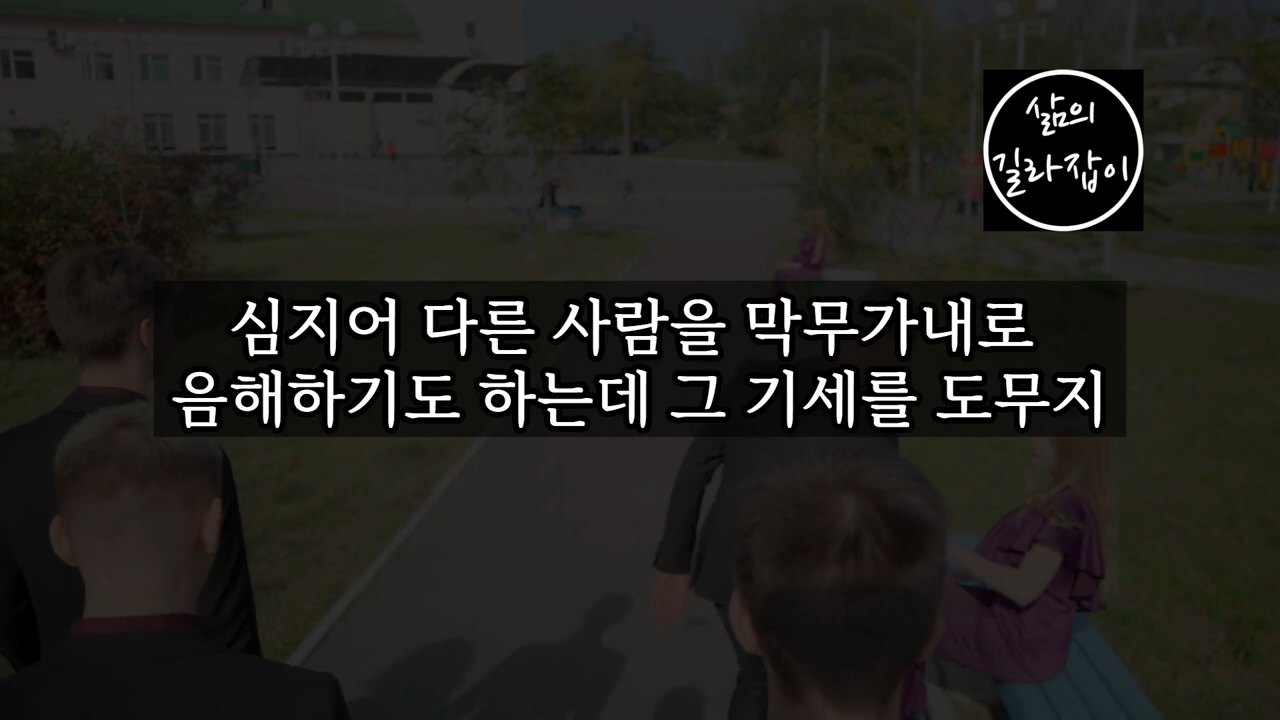 삶의
길라잡이
심지어 다른 사람을 막무가내로
음해하기도 하는데 그 기세를 도무지